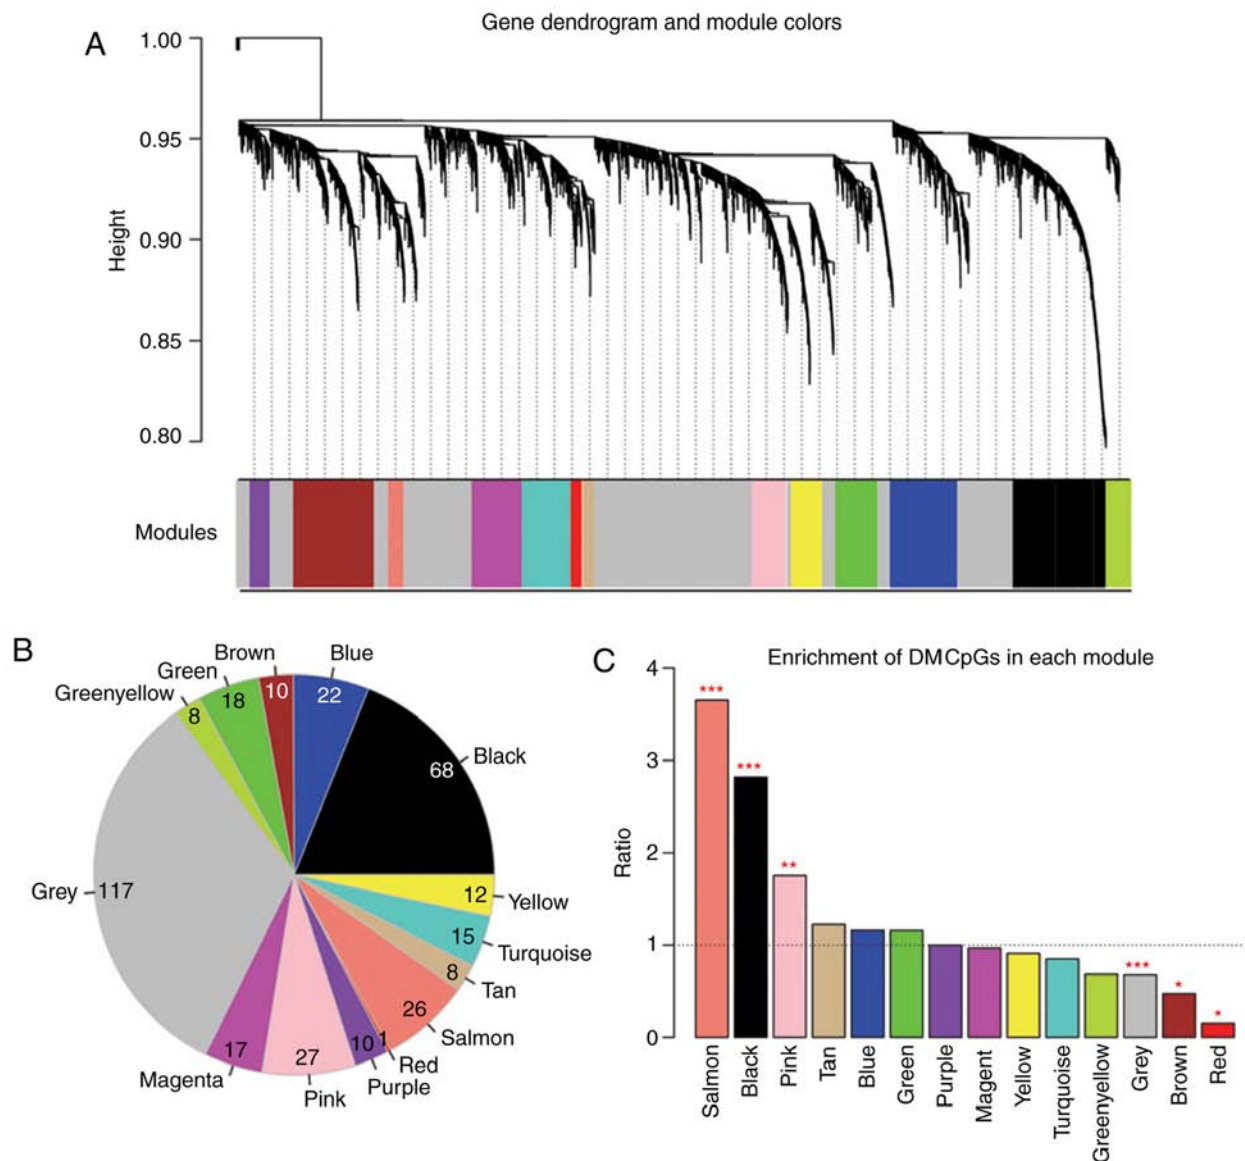 Gene dendrogram and module colors
A
1.00
0.95
0.90
0.85
0.80
Height
Modules
B
Blue
Brown
Green
Greenyellow
Grey
Magenta
Pink
Purple
Red
Salmon
Tan
Turquoise
Yellow
Black
22
10
18
8
117
17
27
10
1
26
8
15
12
68
C
Enrichment of DMCpGs in each module
4
3
2
1
0
Ratio
***
***
**
***
*
*
Salmon
Black
Pink
Tan
Blue
Green
Purple
Magent
Yellow
Turquoise
Greenyellow
Grey
Brown
Red